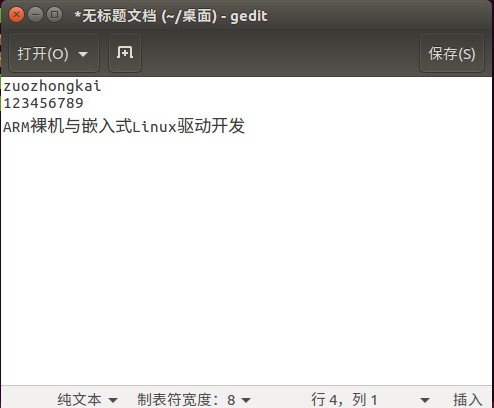 *无标题文档 (~/桌面) - gedit
打开(O) 保存(S)
zuozhongkai
123456789
ARM裸机与嵌入式Linux驱动开发
纯文本 制表符宽度：8 行 4，列 1 插入